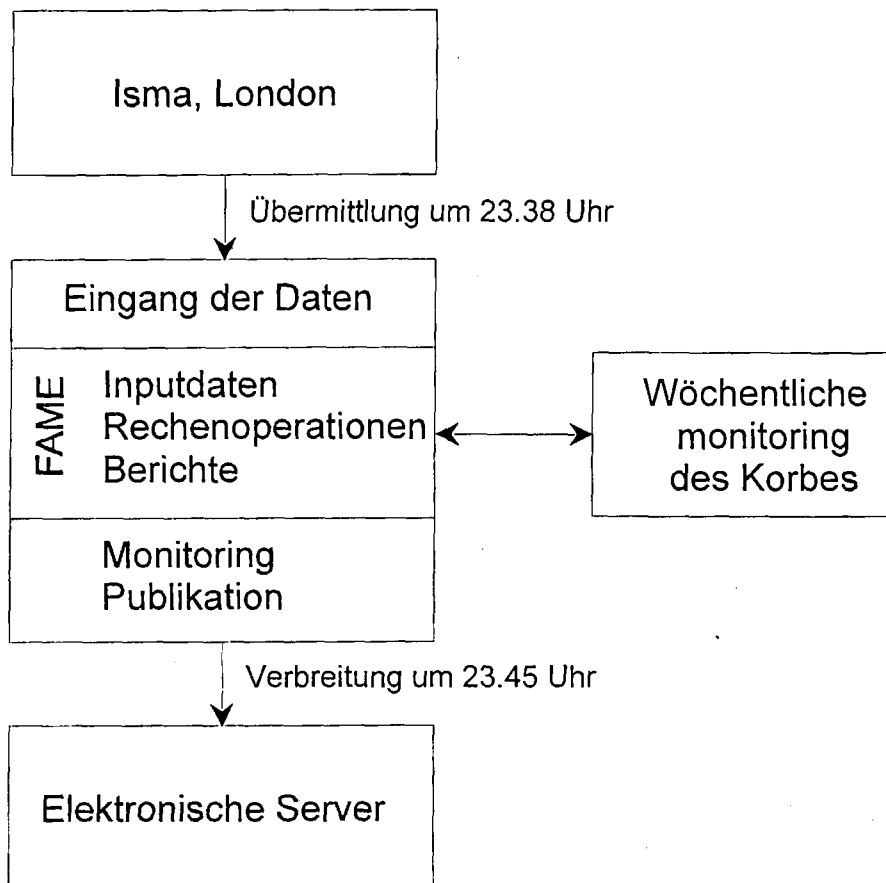 Isma, London
Übermittlung um 23.38 Uhr
Eingang der Daten
FAME
Inputdaten
Rechenoperationen
Berichte
Wöchentliche
monitoring
des Korbes
Monitoring
Publikation
Verbreitung um 23.45 Uhr
Elektronische Server